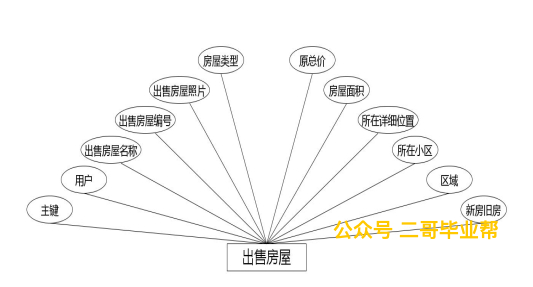 房屋类型
原总价
出售房屋照片
房屋面积
出售房屋编号
所在详细位置
出售房屋名称
所在小区
用户
区域
主键
新房旧房
公众号 二哥毕业帮
出售房屋